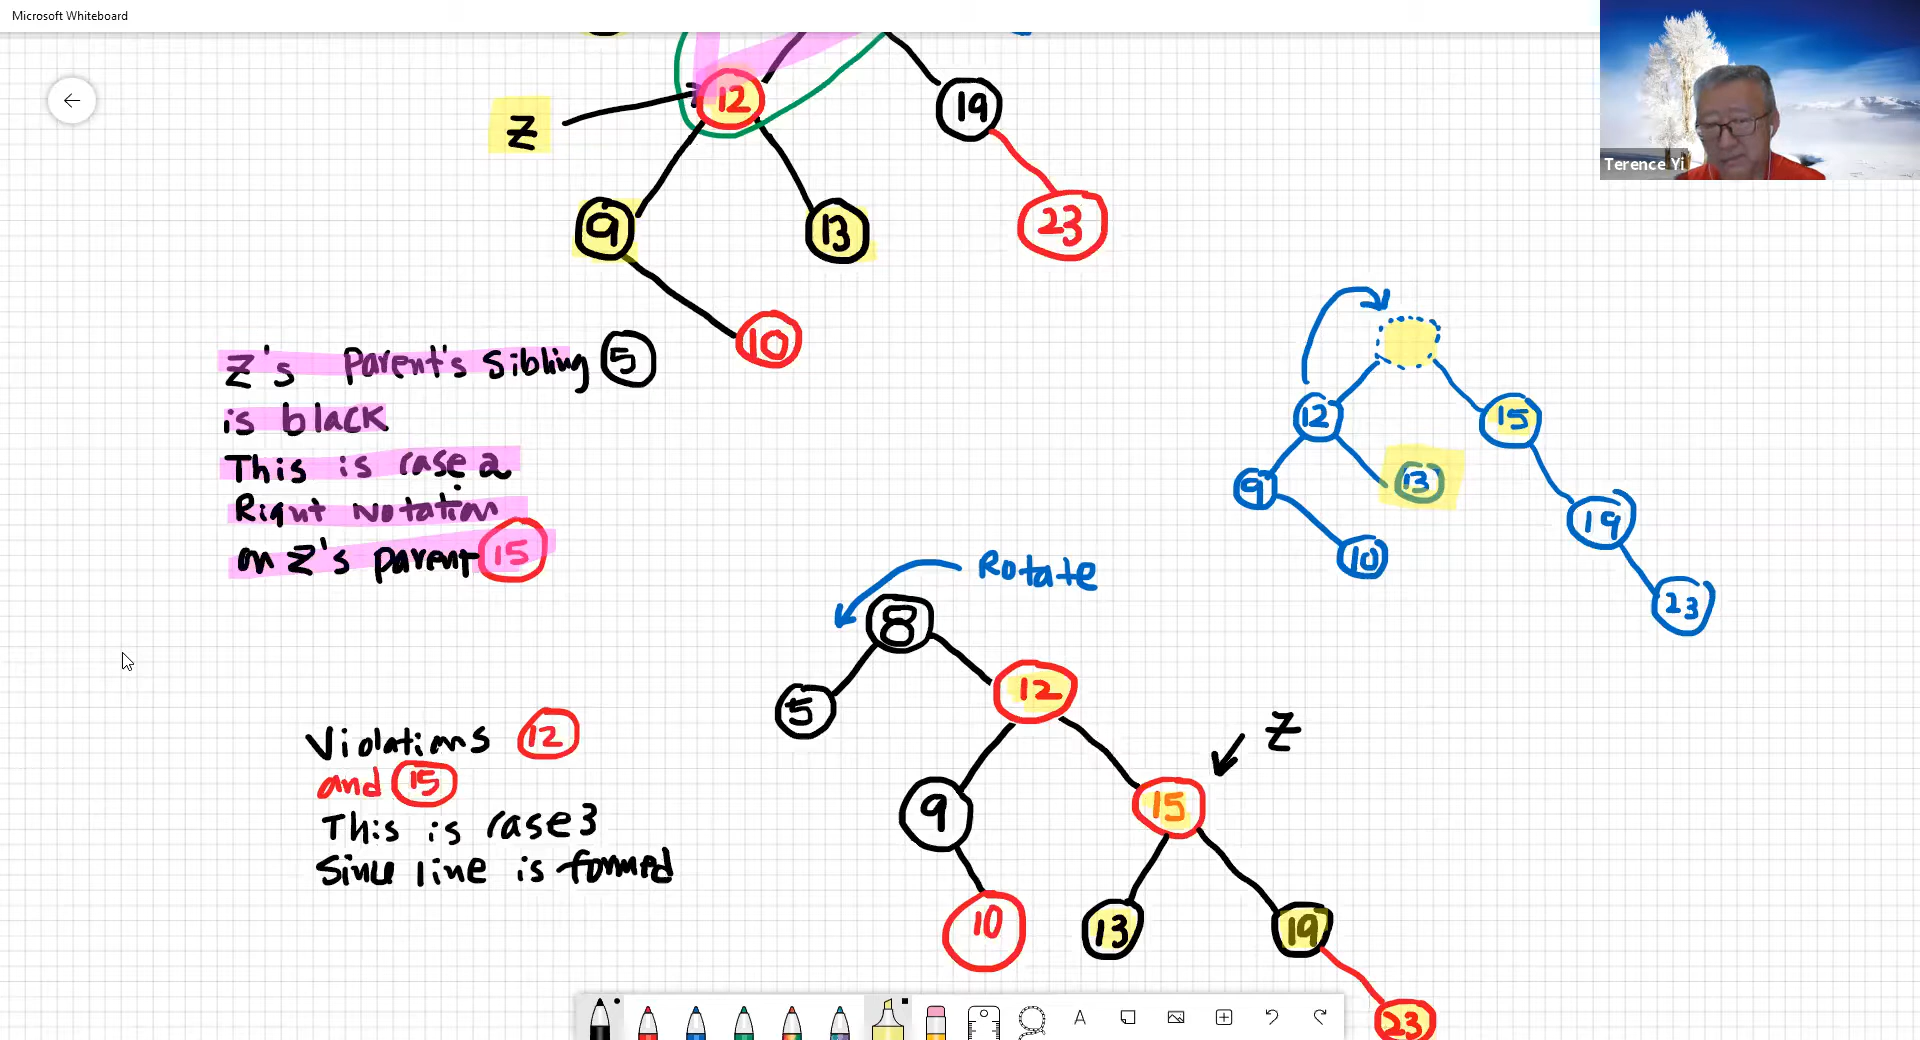 Microsoft Whiteboard
Terence Yi
12
19
Z
9
13
23
10
Z's Parent's Sibling 5
is black
This is case 2
Right rotation
on Z's parent 15
12
15
9
13
19
10
23
Rotate
8
12
5
Z
Violations 12
and 15
This is case 3
Since line is formed
9
15
10
13
19
23
A